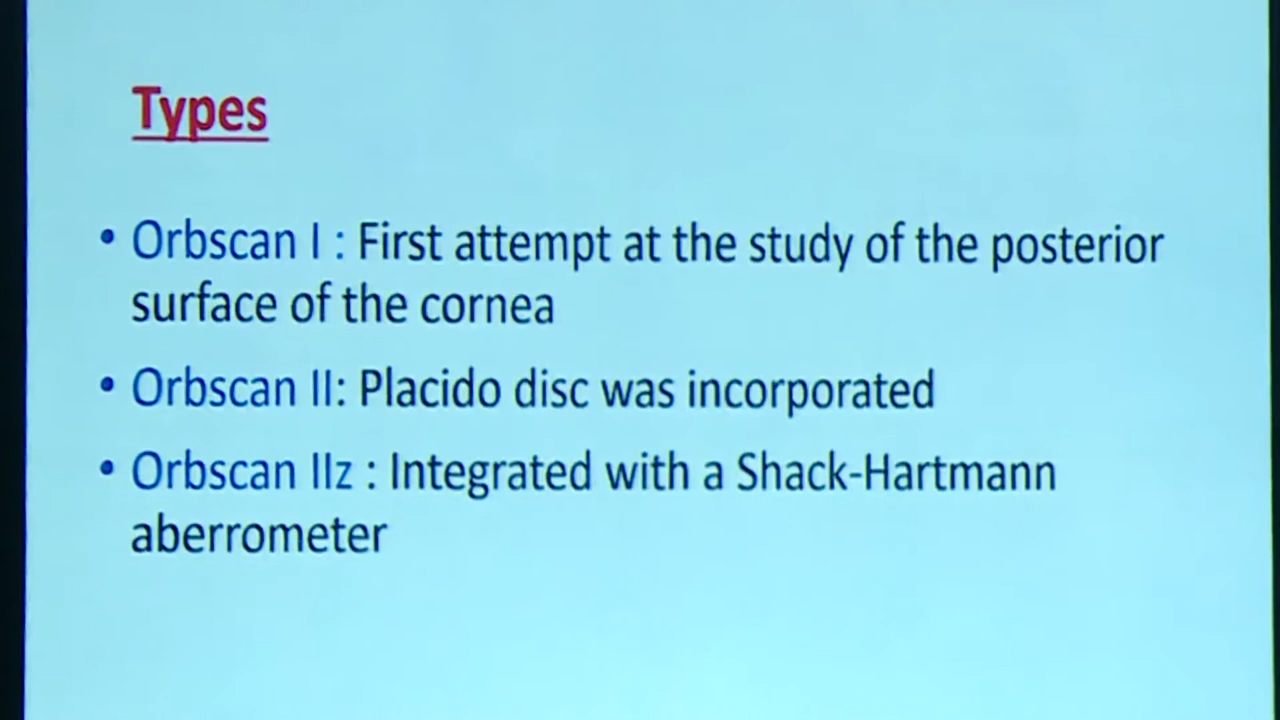 Types
• Orbscan I : First attempt at the study of the posterior
surface of the cornea
• Orbscan II: Placido disc was incorporated
• Orbscan IIz : Integrated with a Shack-Hartmann
aberrometer